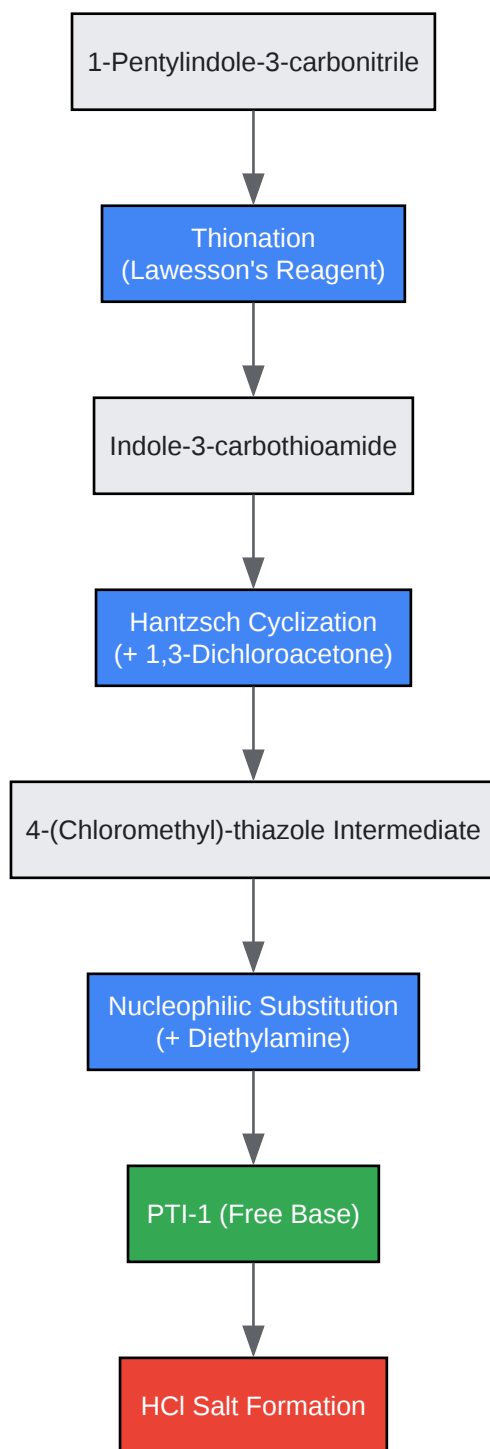 1-Pentylindole-3-carbonitrile
Thionation
(Lawesson's Reagent)
Indole-3-carbothioamide
Hantzsch Cyclization
(+ 1,3-Dichloroacetone)
4-(Chloromethyl)-thiazole Intermediate
Nucleophilic Substitution
(+ Diethylamine)
PTI-1 (Free Base)
HCl Salt Formation